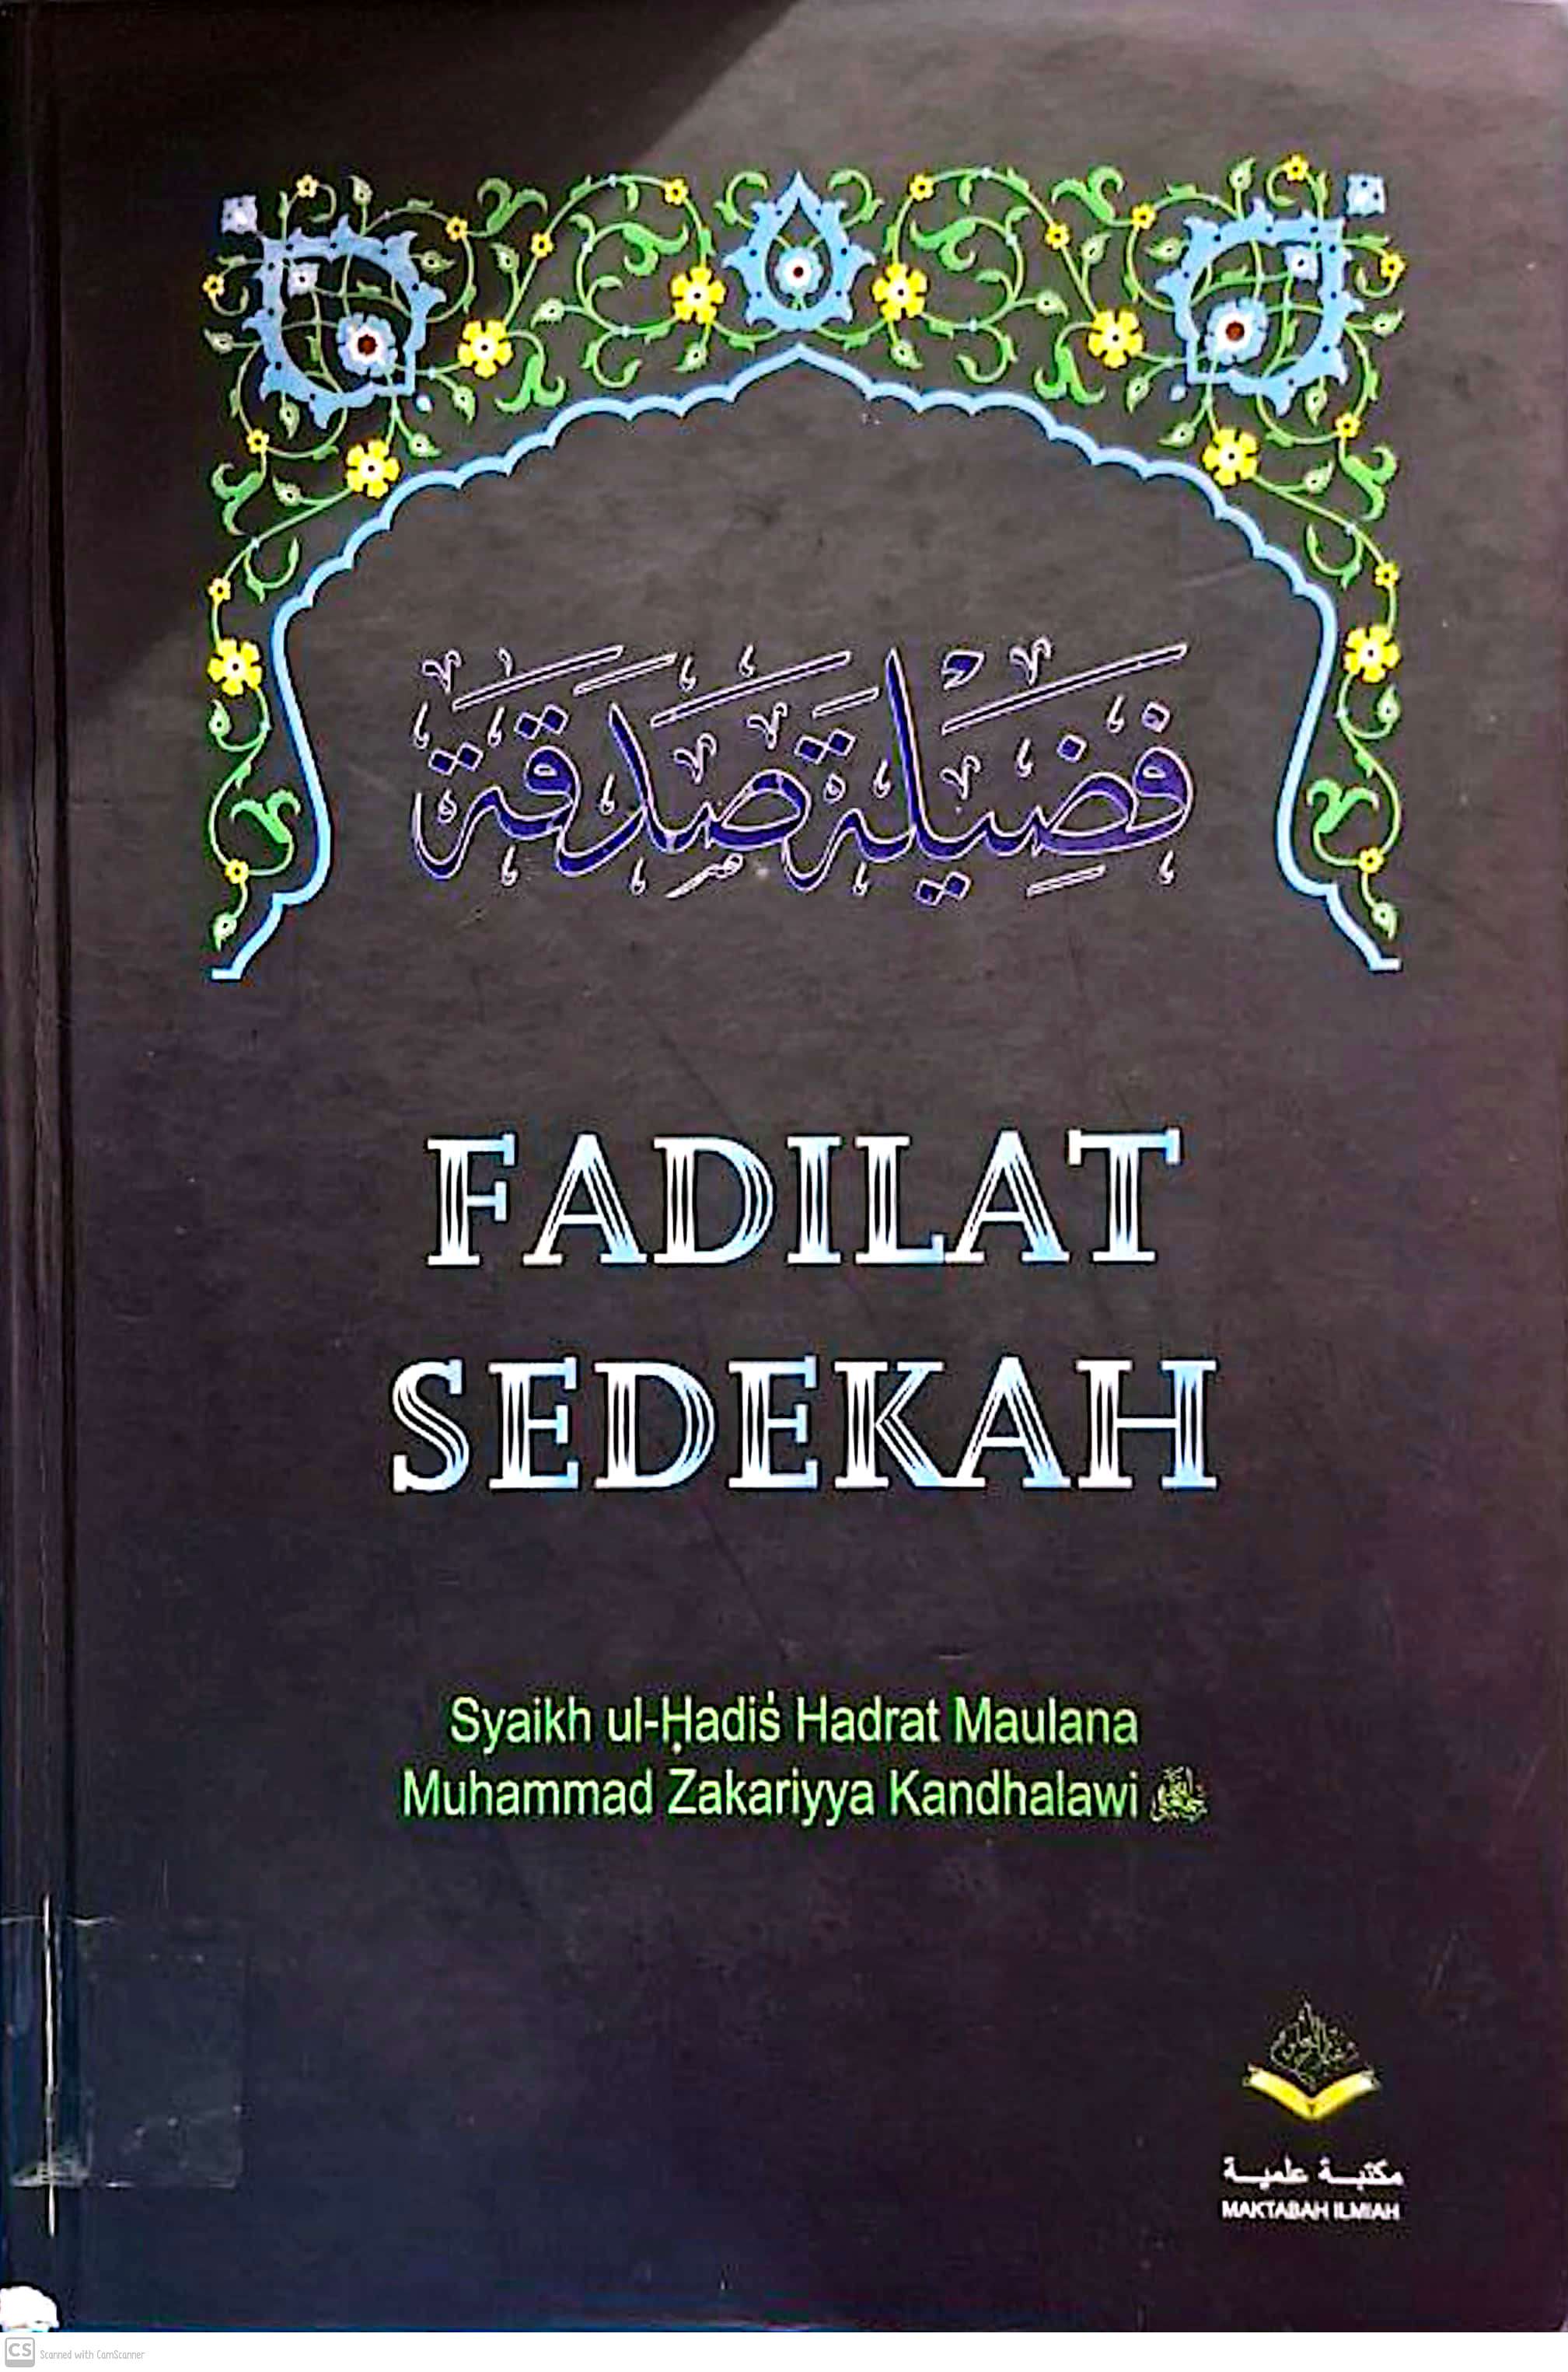 فضيلة صدقة
FADILAT
SEDEKAH
Syaikh ul-Ḥadiṡ Hadrat Maulana
Muhammad Zakariyya Kandhalawi
مكتبة علمية
MAKTABAH ILMIAH
CS Scanned with CamScanner